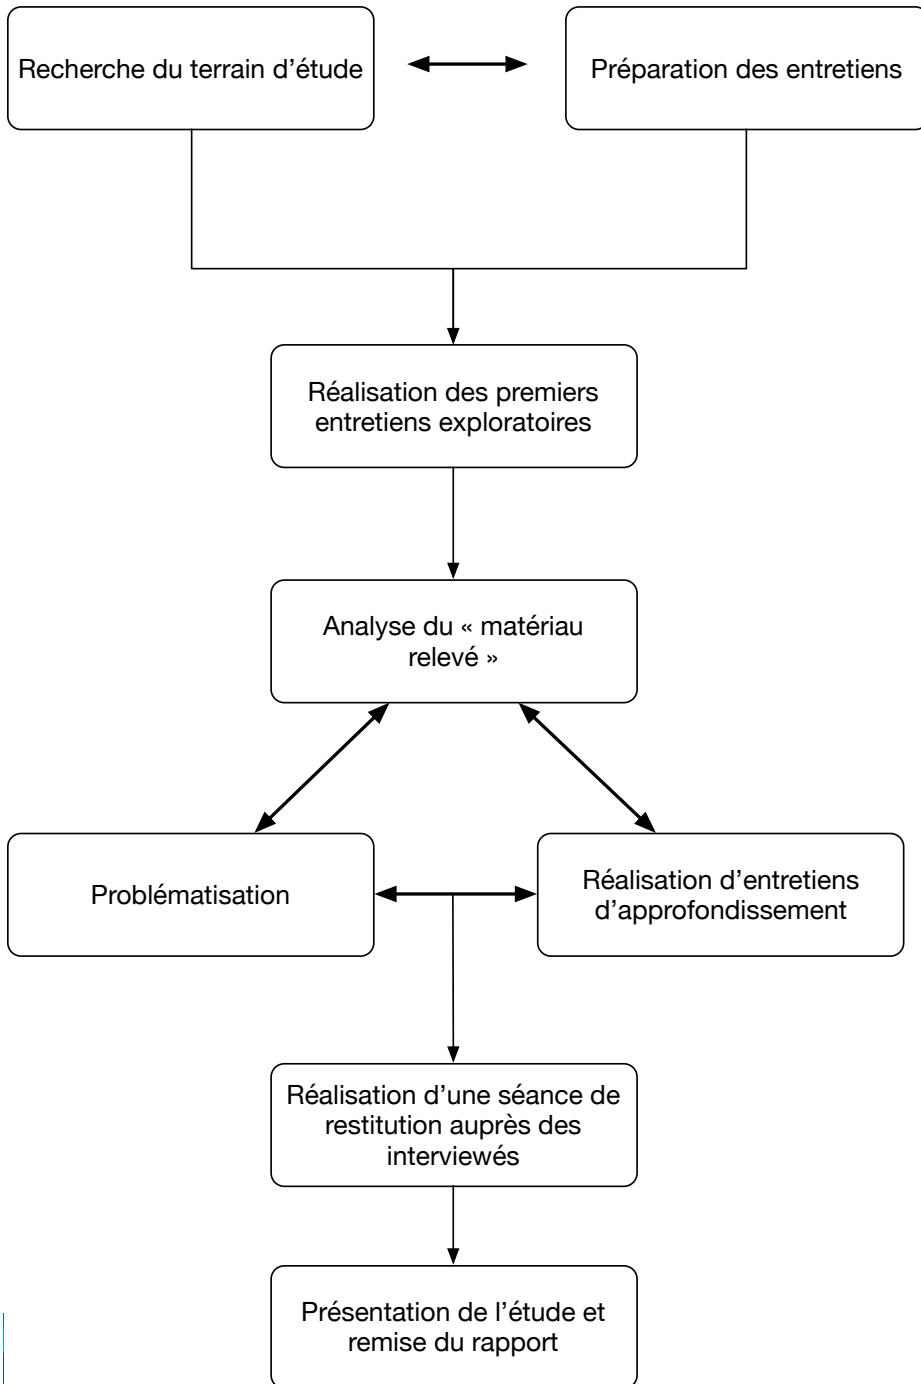 Recherche du terrain d’étude
Préparation des entretiens
Réalisation des premiers
entretiens exploratoires
Analyse du « matériau
relevé »
Problématisation
Réalisation d’entretiens
d’approfondissement
Réalisation d’une séance de
restitution auprès des
interviewés
Présentation de l’étude et
remise du rapport